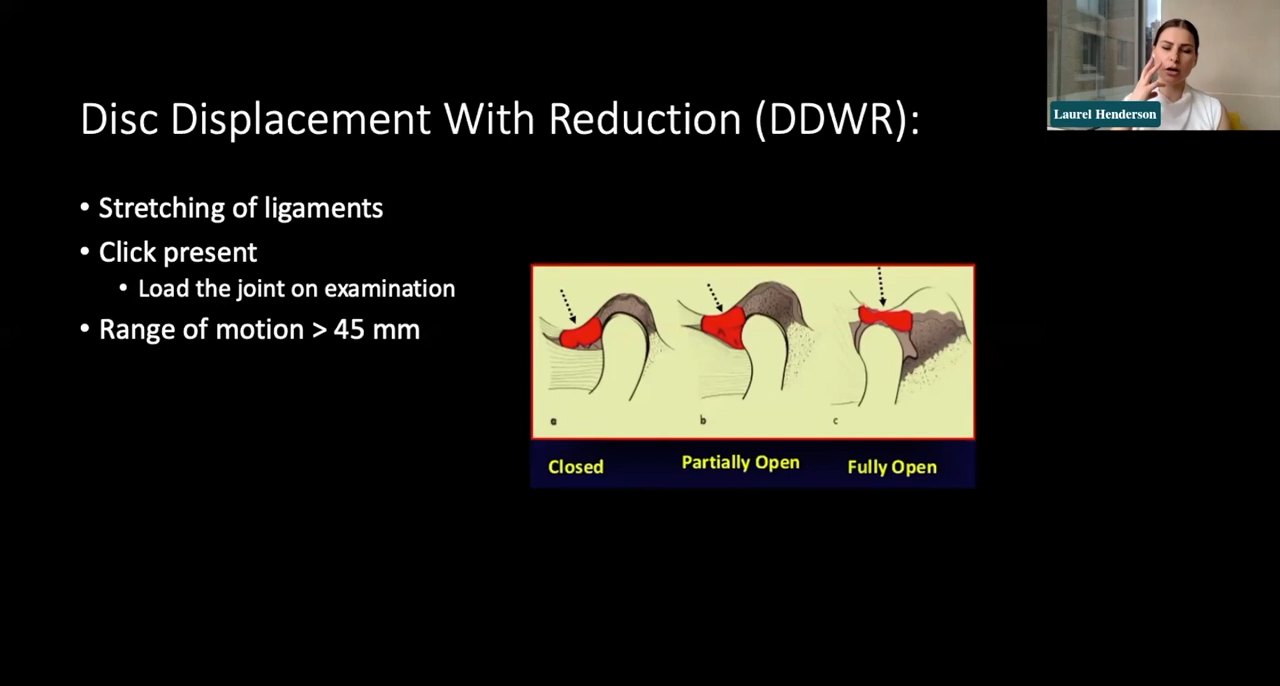 Laurel Henderson
Disc Displacement With Reduction (DDWR):
• Stretching of ligaments
• Click present
• Load the joint on examination
• Range of motion > 45 mm
a
b
c
Closed
Partially Open
Fully Open